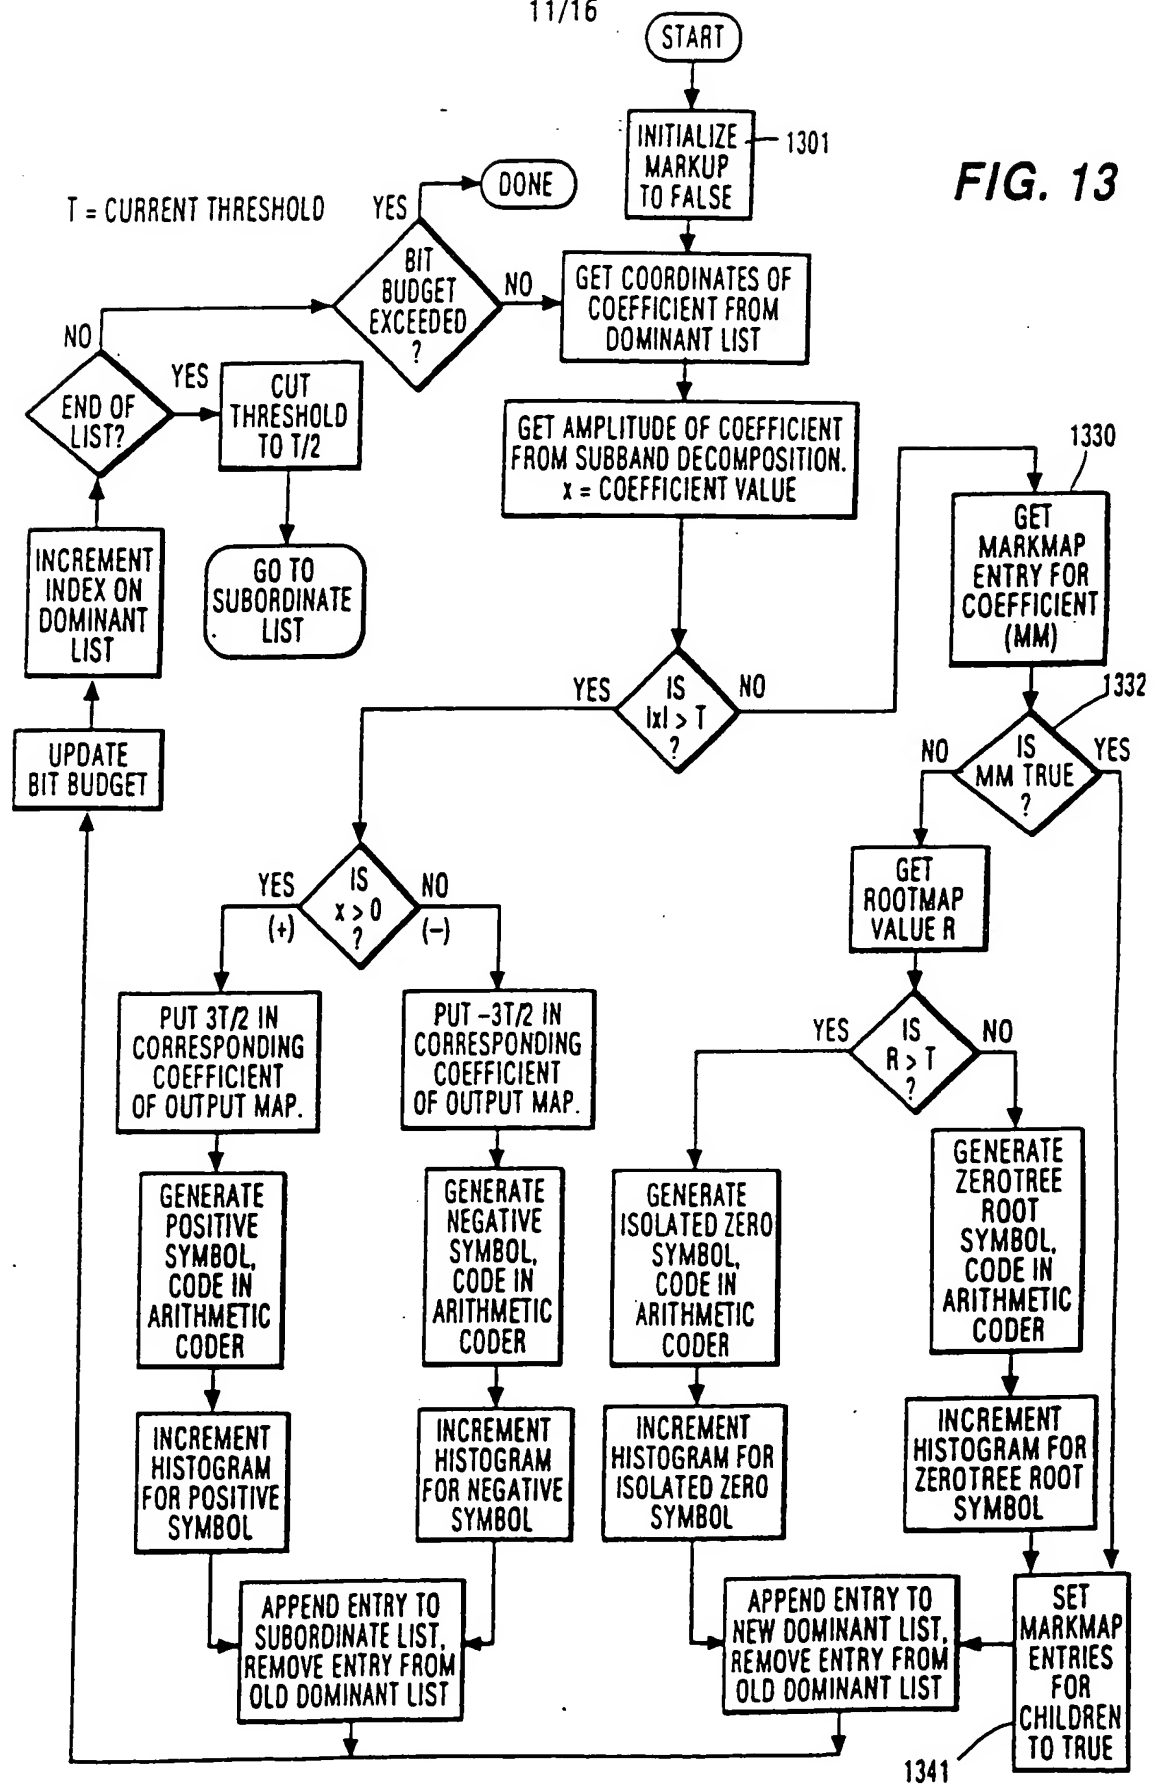 11/16
START
INITIALIZE
MARKUP
TO FALSE
1301
FIG. 13
DONE
T = CURRENT THRESHOLD
YES
BIT
BUDGET
EXCEEDED
?
NO
GET COORDINATES OF
COEFFICIENT FROM
DOMINANT LIST
NO
END OF
LIST?
YES
CUT
THRESHOLD
TO T/2
GET AMPLITUDE OF COEFFICIENT
FROM SUBBAND DECOMPOSITION.
x = COEFFICIENT VALUE
1330
GET
MARKMAP
ENTRY FOR
COEFFICIENT
(MM)
INCREMENT
INDEX ON
DOMINANT
LIST
GO TO
SUBORDINATE
LIST
YES
IS
|x| > T
?
NO
1332
NO
IS
MM TRUE
?
YES
UPDATE
BIT BUDGET
GET
ROOTMAP
VALUE R
YES
(+)
IS
x > 0
?
NO
(−)
YES
IS
R > T
?
NO
PUT 3T/2 IN
CORRESPONDING
COEFFICIENT
OF OUTPUT MAP.
PUT −3T/2 IN
CORRESPONDING
COEFFICIENT
OF OUTPUT MAP.
GENERATE
POSITIVE
SYMBOL,
CODE IN
ARITHMETIC
CODER
GENERATE
NEGATIVE
SYMBOL,
CODE IN
ARITHMETIC
CODER
GENERATE
ISOLATED ZERO
SYMBOL,
CODE IN
ARITHMETIC
CODER
GENERATE
ZEROTREE
ROOT
SYMBOL,
CODE IN
ARITHMETIC
CODER
INCREMENT
HISTOGRAM
FOR POSITIVE
SYMBOL
INCREMENT
HISTOGRAM
FOR NEGATIVE
SYMBOL
INCREMENT
HISTOGRAM FOR
ISOLATED ZERO
SYMBOL
INCREMENT
HISTOGRAM FOR
ZEROTREE ROOT
SYMBOL
APPEND ENTRY TO
SUBORDINATE LIST,
REMOVE ENTRY FROM
OLD DOMINANT LIST
APPEND ENTRY TO
NEW DOMINANT LIST,
REMOVE ENTRY FROM
OLD DOMINANT LIST
SET
MARKMAP
ENTRIES
FOR
CHILDREN
TO TRUE
1341